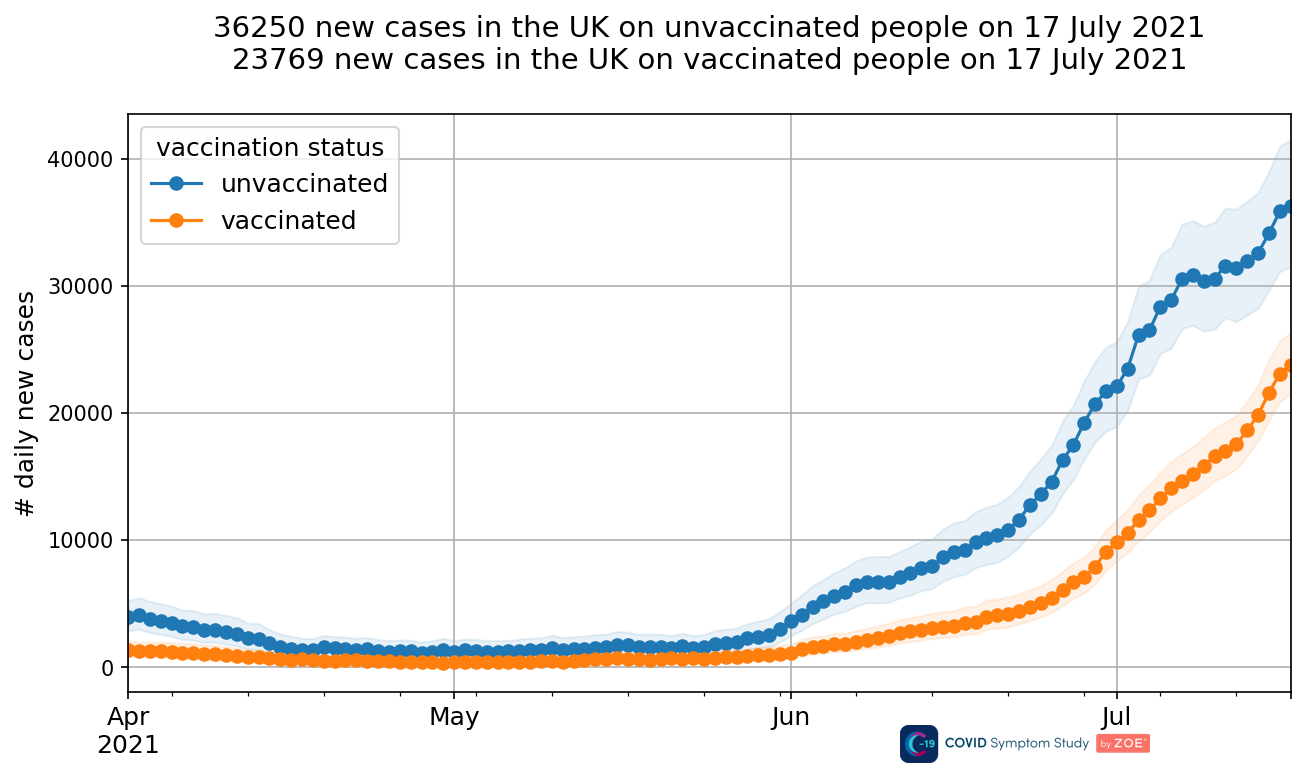 36250 new cases in the UK on unvaccinated people on 17 July 2021
23769 new cases in the UK on vaccinated people on 17 July 2021
vaccination status
unvaccinated
vaccinated
# daily new cases
40000
30000
20000
10000
0
Apr
2021
May
Jun
Jul
C-19
COVID Symptom Study
by ZOE